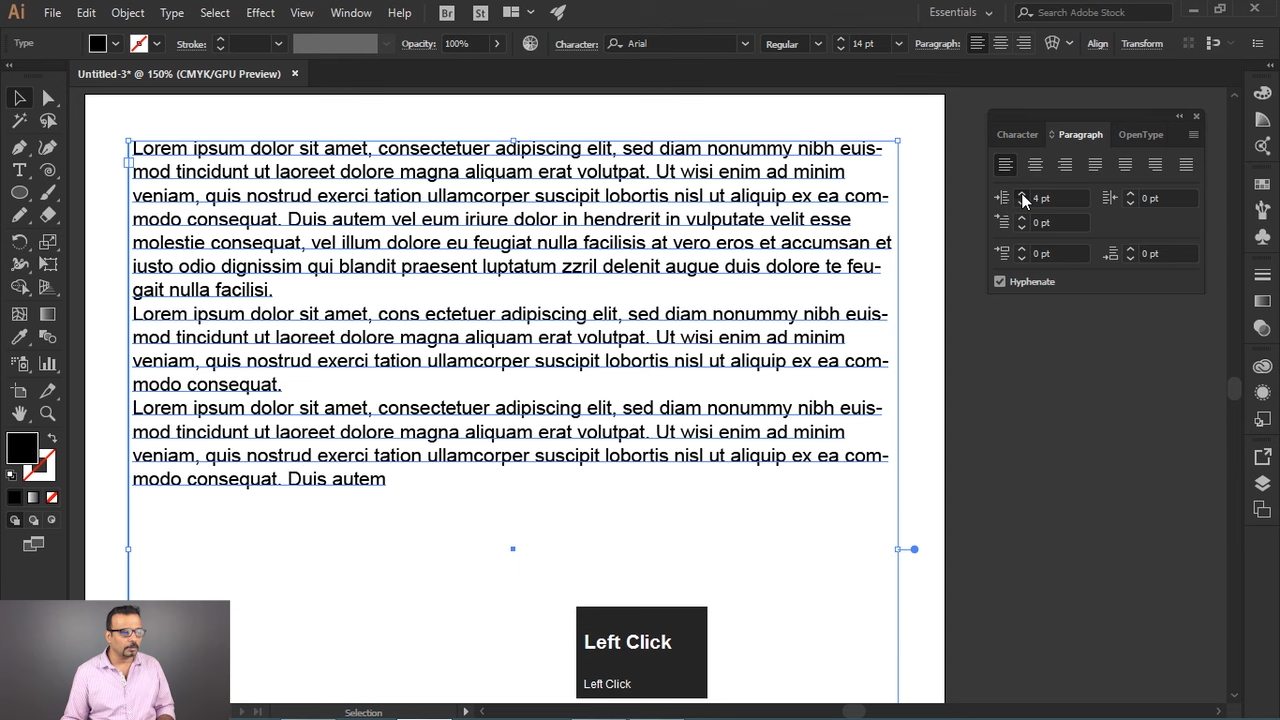 Ai File Edit Object Type Select Effect View Window Help Br St Essentials Search Adobe Stock
Type Stroke: Opacity: 100% Character: Arial Regular 14 pt Paragraph: Align Transform
Untitled-3* @ 150% (CMYK/GPU Preview) ×
Character Paragraph OpenType
4 pt 0 pt
0 pt
0 pt 0 pt
Hyphenate
Lorem ipsum dolor sit amet, consectetuer adipiscing elit, sed diam nonummy nibh euis-
mod tincidunt ut laoreet dolore magna aliquam erat volutpat. Ut wisi enim ad minim
veniam, quis nostrud exerci tation ullamcorper suscipit lobortis nisl ut aliquip ex ea com-
modo consequat. Duis autem vel eum iriure dolor in hendrerit in vulputate velit esse
molestie consequat, vel illum dolore eu feugiat nulla facilisis at vero eros et accumsan et
iusto odio dignissim qui blandit praesent luptatum zzril delenit augue duis dolore te feu-
gait nulla facilisi.
Lorem ipsum dolor sit amet, cons ectetuer adipiscing elit, sed diam nonummy nibh euis-
mod tincidunt ut laoreet dolore magna aliquam erat volutpat. Ut wisi enim ad minim
veniam, quis nostrud exerci tation ullamcorper suscipit lobortis nisl ut aliquip ex ea com-
modo consequat.
Lorem ipsum dolor sit amet, consectetuer adipiscing elit, sed diam nonummy nibh euis-
mod tincidunt ut laoreet dolore magna aliquam erat volutpat. Ut wisi enim ad minim
veniam, quis nostrud exerci tation ullamcorper suscipit lobortis nisl ut aliquip ex ea com-
modo consequat. Duis autem
Left Click
Left Click
Selection